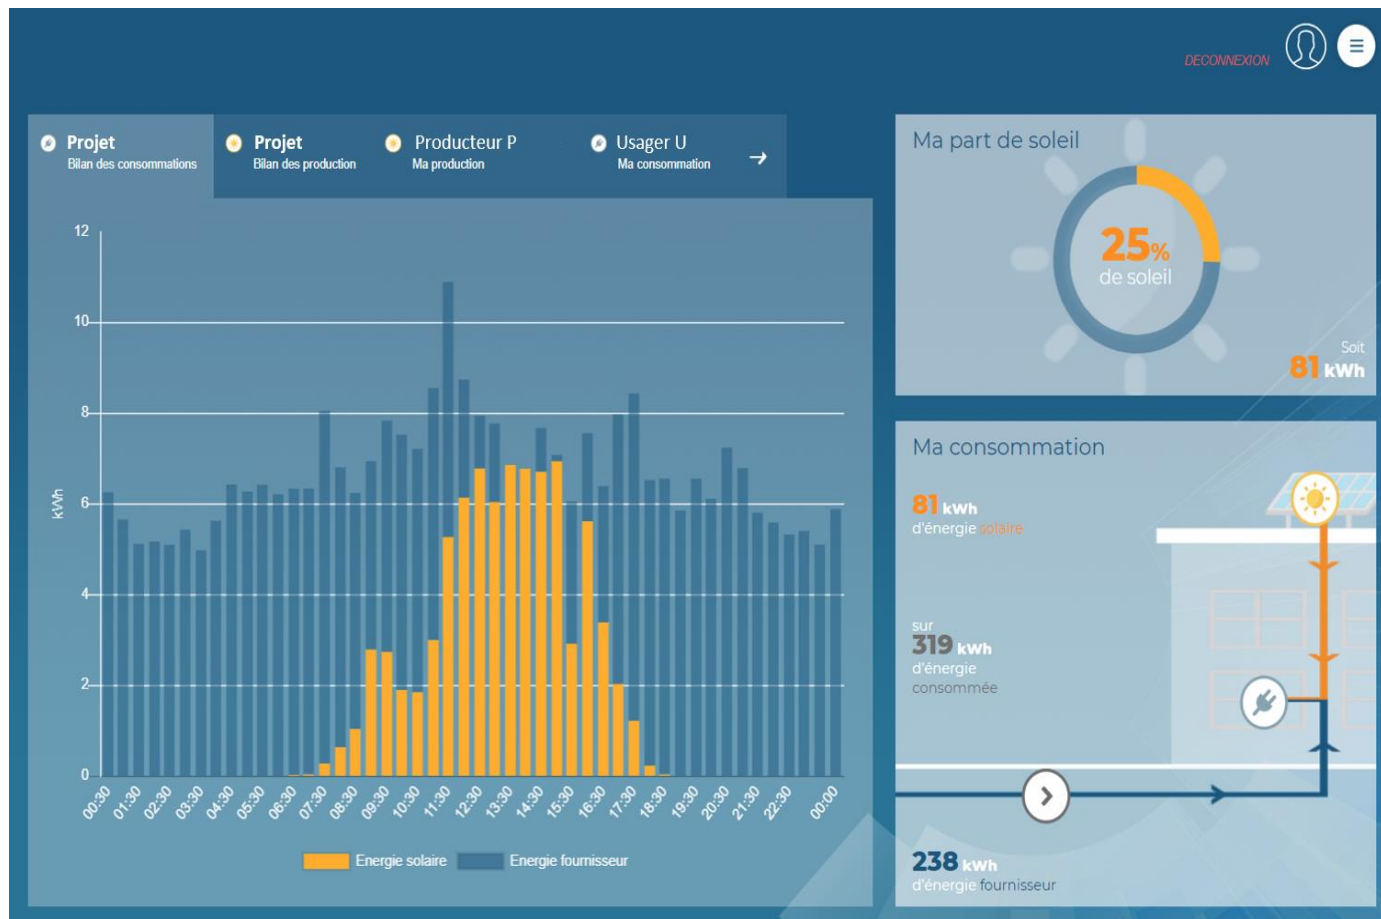 DECONNEXION
Projet
Bilan des consommations
Projet
Bilan des production
Producteur P
Ma production
Usager U
Ma consommation
12
10
8
6
4
2
0
kWh
00:30
01:30
02:30
03:30
04:30
05:30
06:30
07:30
08:30
09:30
10:30
11:30
12:30
13:30
14:30
15:30
16:30
17:30
18:30
19:30
20:30
21:30
22:30
00:00
Energie solaire
Energie fournisseur
Ma part de soleil
25%
de soleil
Soit
81 kWh
Ma consommation
81 kWh
d'énergie solaire
sur
319 kWh
d'énergie
consommée
238 kWh
d'énergie fournisseur